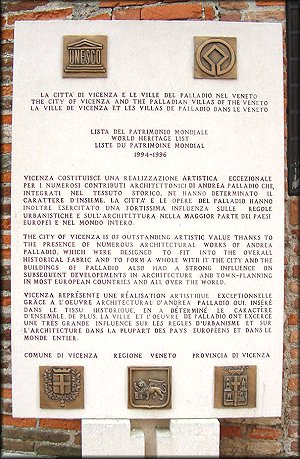 UNESCO
LA CITTA' DI VICENZA E LE VILLE DEL PALLADIO NEL VENETO
THE CITY OF VICENZA AND THE PALLADIAN VILLAS OF THE VENETO
LA VILLE DE VICENZA ET LES VILLAS DE PALLADIO DANS LE VENETO
LISTA DEL PATRIMONIO MONDIALE
WORLD HERITAGE LIST
LISTE DU PATRIMOINE MONDIAL
1994-1996
VICENZA COSTITUISCE UNA REALIZZAZIONE ARTISTICA ECCEZIONALE
PER I NUMEROSI CONTRIBUTI ARCHITETTONICI DI ANDREA PALLADIO CHE,
INTEGRATI NEL TESSUTO STORICO, NE HANNO DETERMINATO IL
CARATTERE D'INSIEME. LA CITTA' E LE OPERE DEL PALLADIO HANNO
INOLTRE ESERCITATO UNA FORTISSIMA INFLUENZA SULLE REGOLE
URBANISTICHE E SULL'ARCHITETTURA NELLA MAGGIOR PARTE DEI PAESI
EUROPEI E NEL MONDO INTERO.
THE CITY OF VICENZA IS OF OUTSTANDING ARTISTIC VALUE THANKS TO
THE PRESENCE OF NUMEROUS ARCHITECTURAL WORKS OF ANDREA
PALLADIO, WHICH WERE DESIGNED TO FIT INTO THE OVERALL
HISTORICAL FABRIC AND TO FORM A WHOLE WITH IT THE CITY AND THE
BUILDINGS OF PALLADIO ALSO HAD A STRONG INFLUENCE ON
SUBSEQUENT DEVELOPMENTS IN ARCHITECTURE AND TOWN-PLANNING
IN MOST EUROPEAN COUNTRIES AND ALL OVER THE WORLD.
VICENZA REPRÉSENTE UNE RÉALISATION ARTISTIQUE EXCEPTIONNELLE
GRÂCE A L'OEUVRE ARCHITECTURAL D'ANDREA PALLADIO QUI, INSÉRÉ
DANS LE TISSU HISTORIQUE, EN A DÉTERMINÉ LE CARACTÈRE
D'ENSEMBLE. DE PLUS, LA VILLE ET L'OEUVRE DE PALLADIO ONT EXERCÉ
UNE TRÈS GRANDE INFLUENCE SUR LES RÈGLES D'URBANISME ET SUR
L'ARCHITECTURE DANS LA PLUPART DES PAYS EUROPÉENS ET DANS LE
MONDE ENTIER.
COMUNE DI VICENZA REGIONE VENETO PROVINCIA DI VICENZA